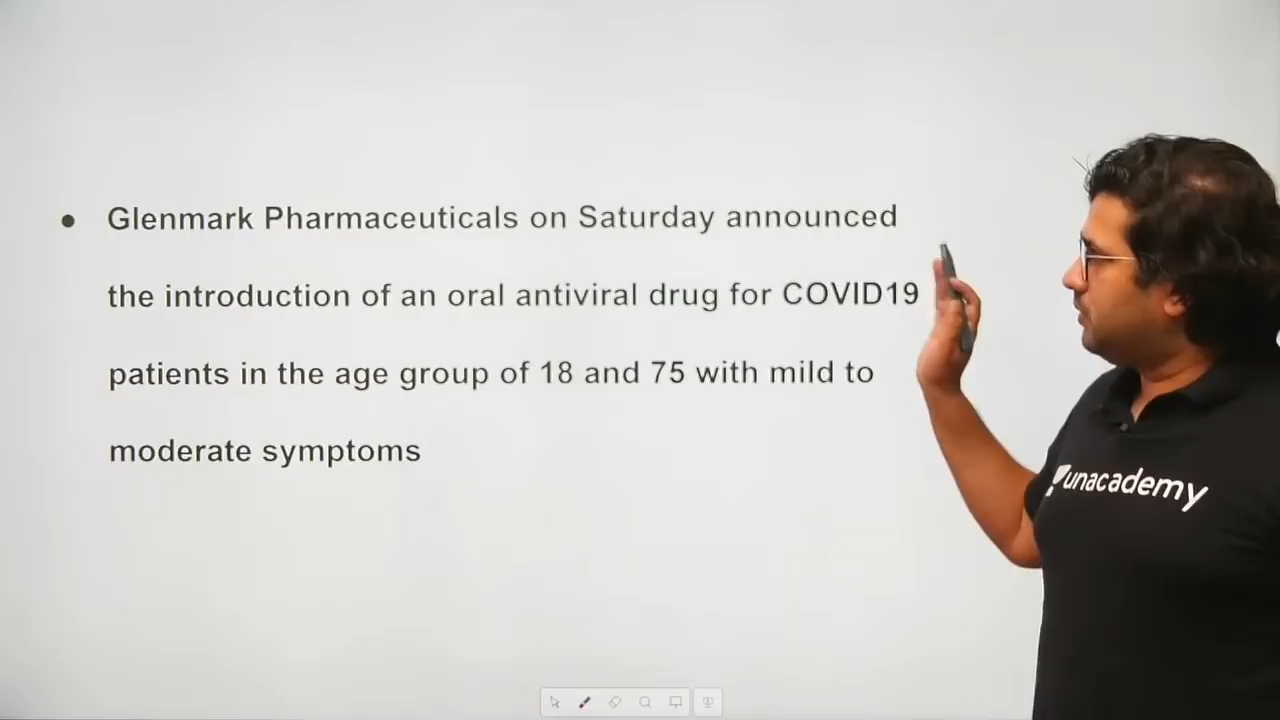 ● Glenmark Pharmaceuticals on Saturday announced
the introduction of an oral antiviral drug for COVID19
patients in the age group of 18 and 75 with mild to
moderate symptoms
unacademy